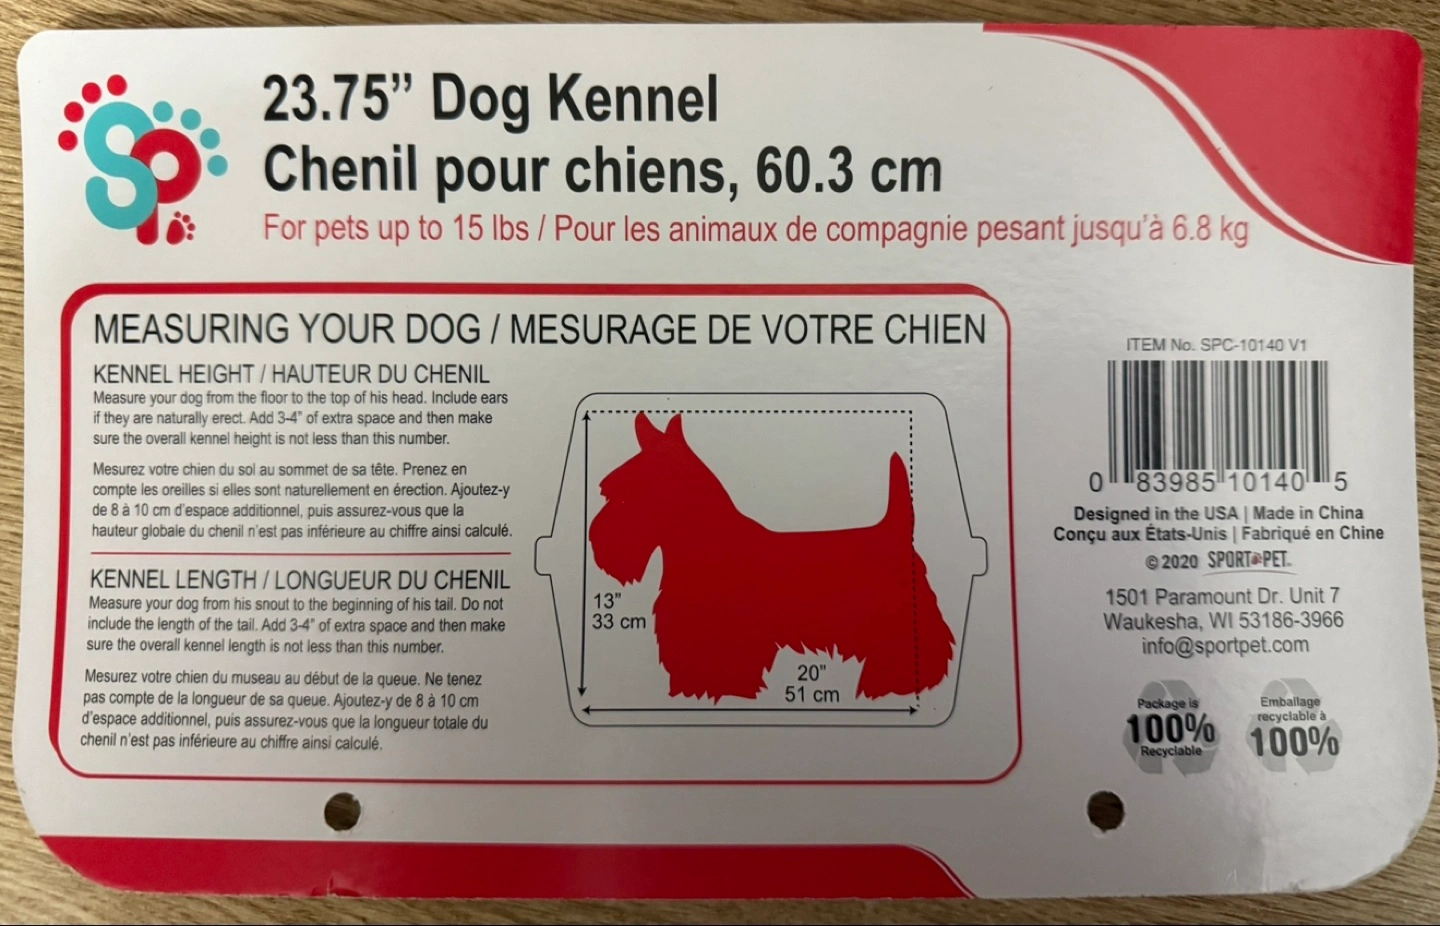 SP
23.75” Dog Kennel
Chenil pour chiens, 60.3 cm
For pets up to 15 lbs / Pour les animaux de compagnie pesant jusqu'à 6.8 kg
MEASURING YOUR DOG / MESURAGE DE VOTRE CHIEN
KENNEL HEIGHT / HAUTEUR DU CHENIL
Measure your dog from the floor to the top of his head. Include ears
if they are naturally erect. Add 3-4" of extra space and then make
sure the overall kennel height is not less than this number.
Mesurez votre chien du sol au sommet de sa tête. Prenez en
compte les oreilles si elles sont naturellement en érection. Ajoutez-y
de 8 à 10 cm d'espace additionnel, puis assurez-vous que la
hauteur globale du chenil n'est pas inférieure au chiffre ainsi calculé.
KENNEL LENGTH / LONGUEUR DU CHENIL
Measure your dog from his snout to the beginning of his tail. Do not
include the length of the tail. Add 3-4" of extra space and then make
sure the overall kennel length is not less than this number.
Mesurez votre chien du museau au début de la queue. Ne tenez
pas compte de la longueur de sa queue. Ajoutez-y de 8 à 10 cm
d'espace additionnel, puis assurez-vous que la longueur totale du
chenil n'est pas inférieure au chiffre ainsi calculé.
13"
33 cm
20"
51 cm
ITEM No. SPC-10140 V1
0 83985 10140 5
Designed in the USA | Made in China
Conçu aux États-Unis | Fabriqué en Chine
©2020 SPORT PET
1501 Paramount Dr. Unit 7
Waukesha, WI 53186-3966
info@sportpet.com
Package is
100%
Recyclable
Emballage
recyclable à
100%